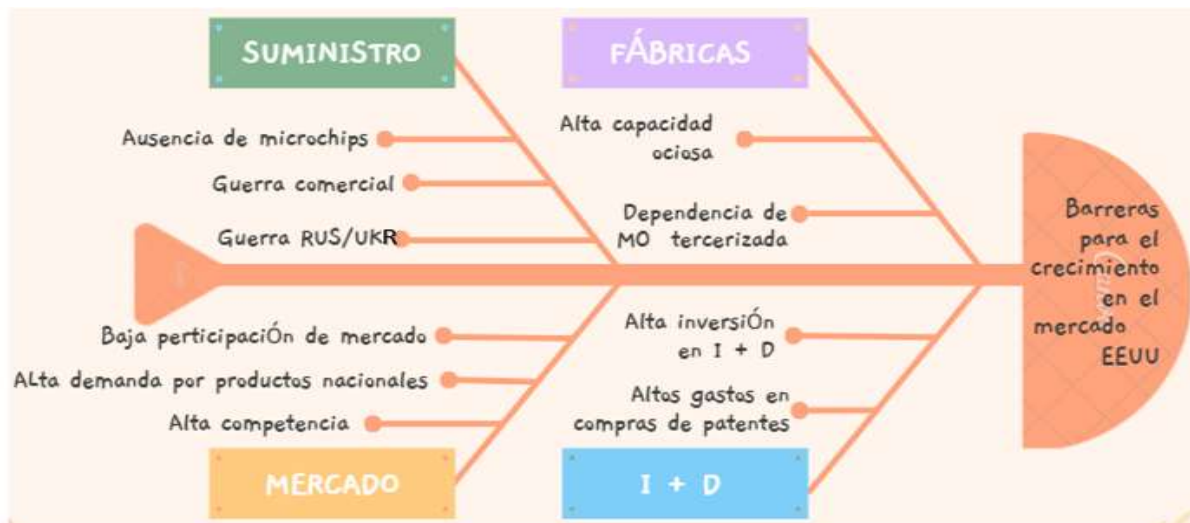 SUMINISTRO
FÁBRICAS
Ausencia de microchips
Guerra comercial
Guerra RUS/UKR
Alta capacidad
ociosa
Dependencia de
MO tercerizada
Baja perticipaciÓn de mercado
ALta demanda por productos nacionales
Alta competencia
Alta inversiÓn
en I + D
Altos gastos en
compras de patentes
MERCADO
I + D
Barreras
para el
crecimiento
en el
mercado
EEUU